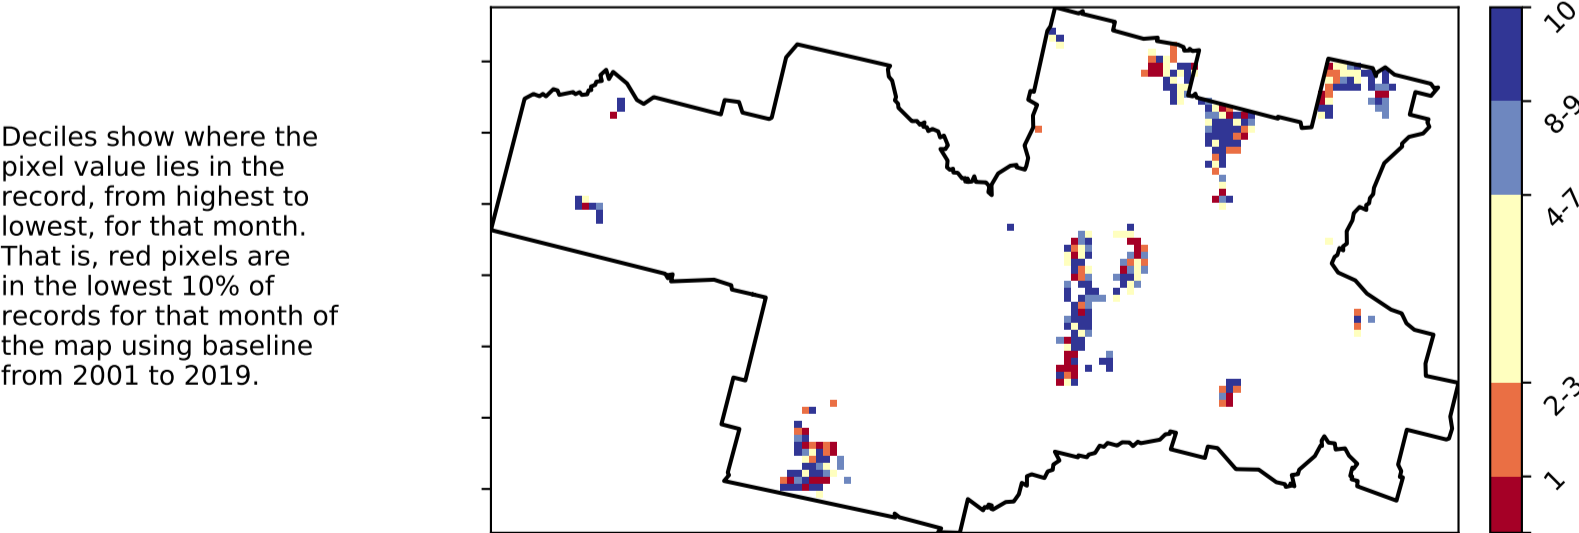 Deciles show where the
pixel value lies in the
record, from highest to
lowest, for that month.
That is, red pixels are
in the lowest 10% of
records for that month of
the map using baseline
from 2001 to 2019.
10
8-9
4-7
2-3
1